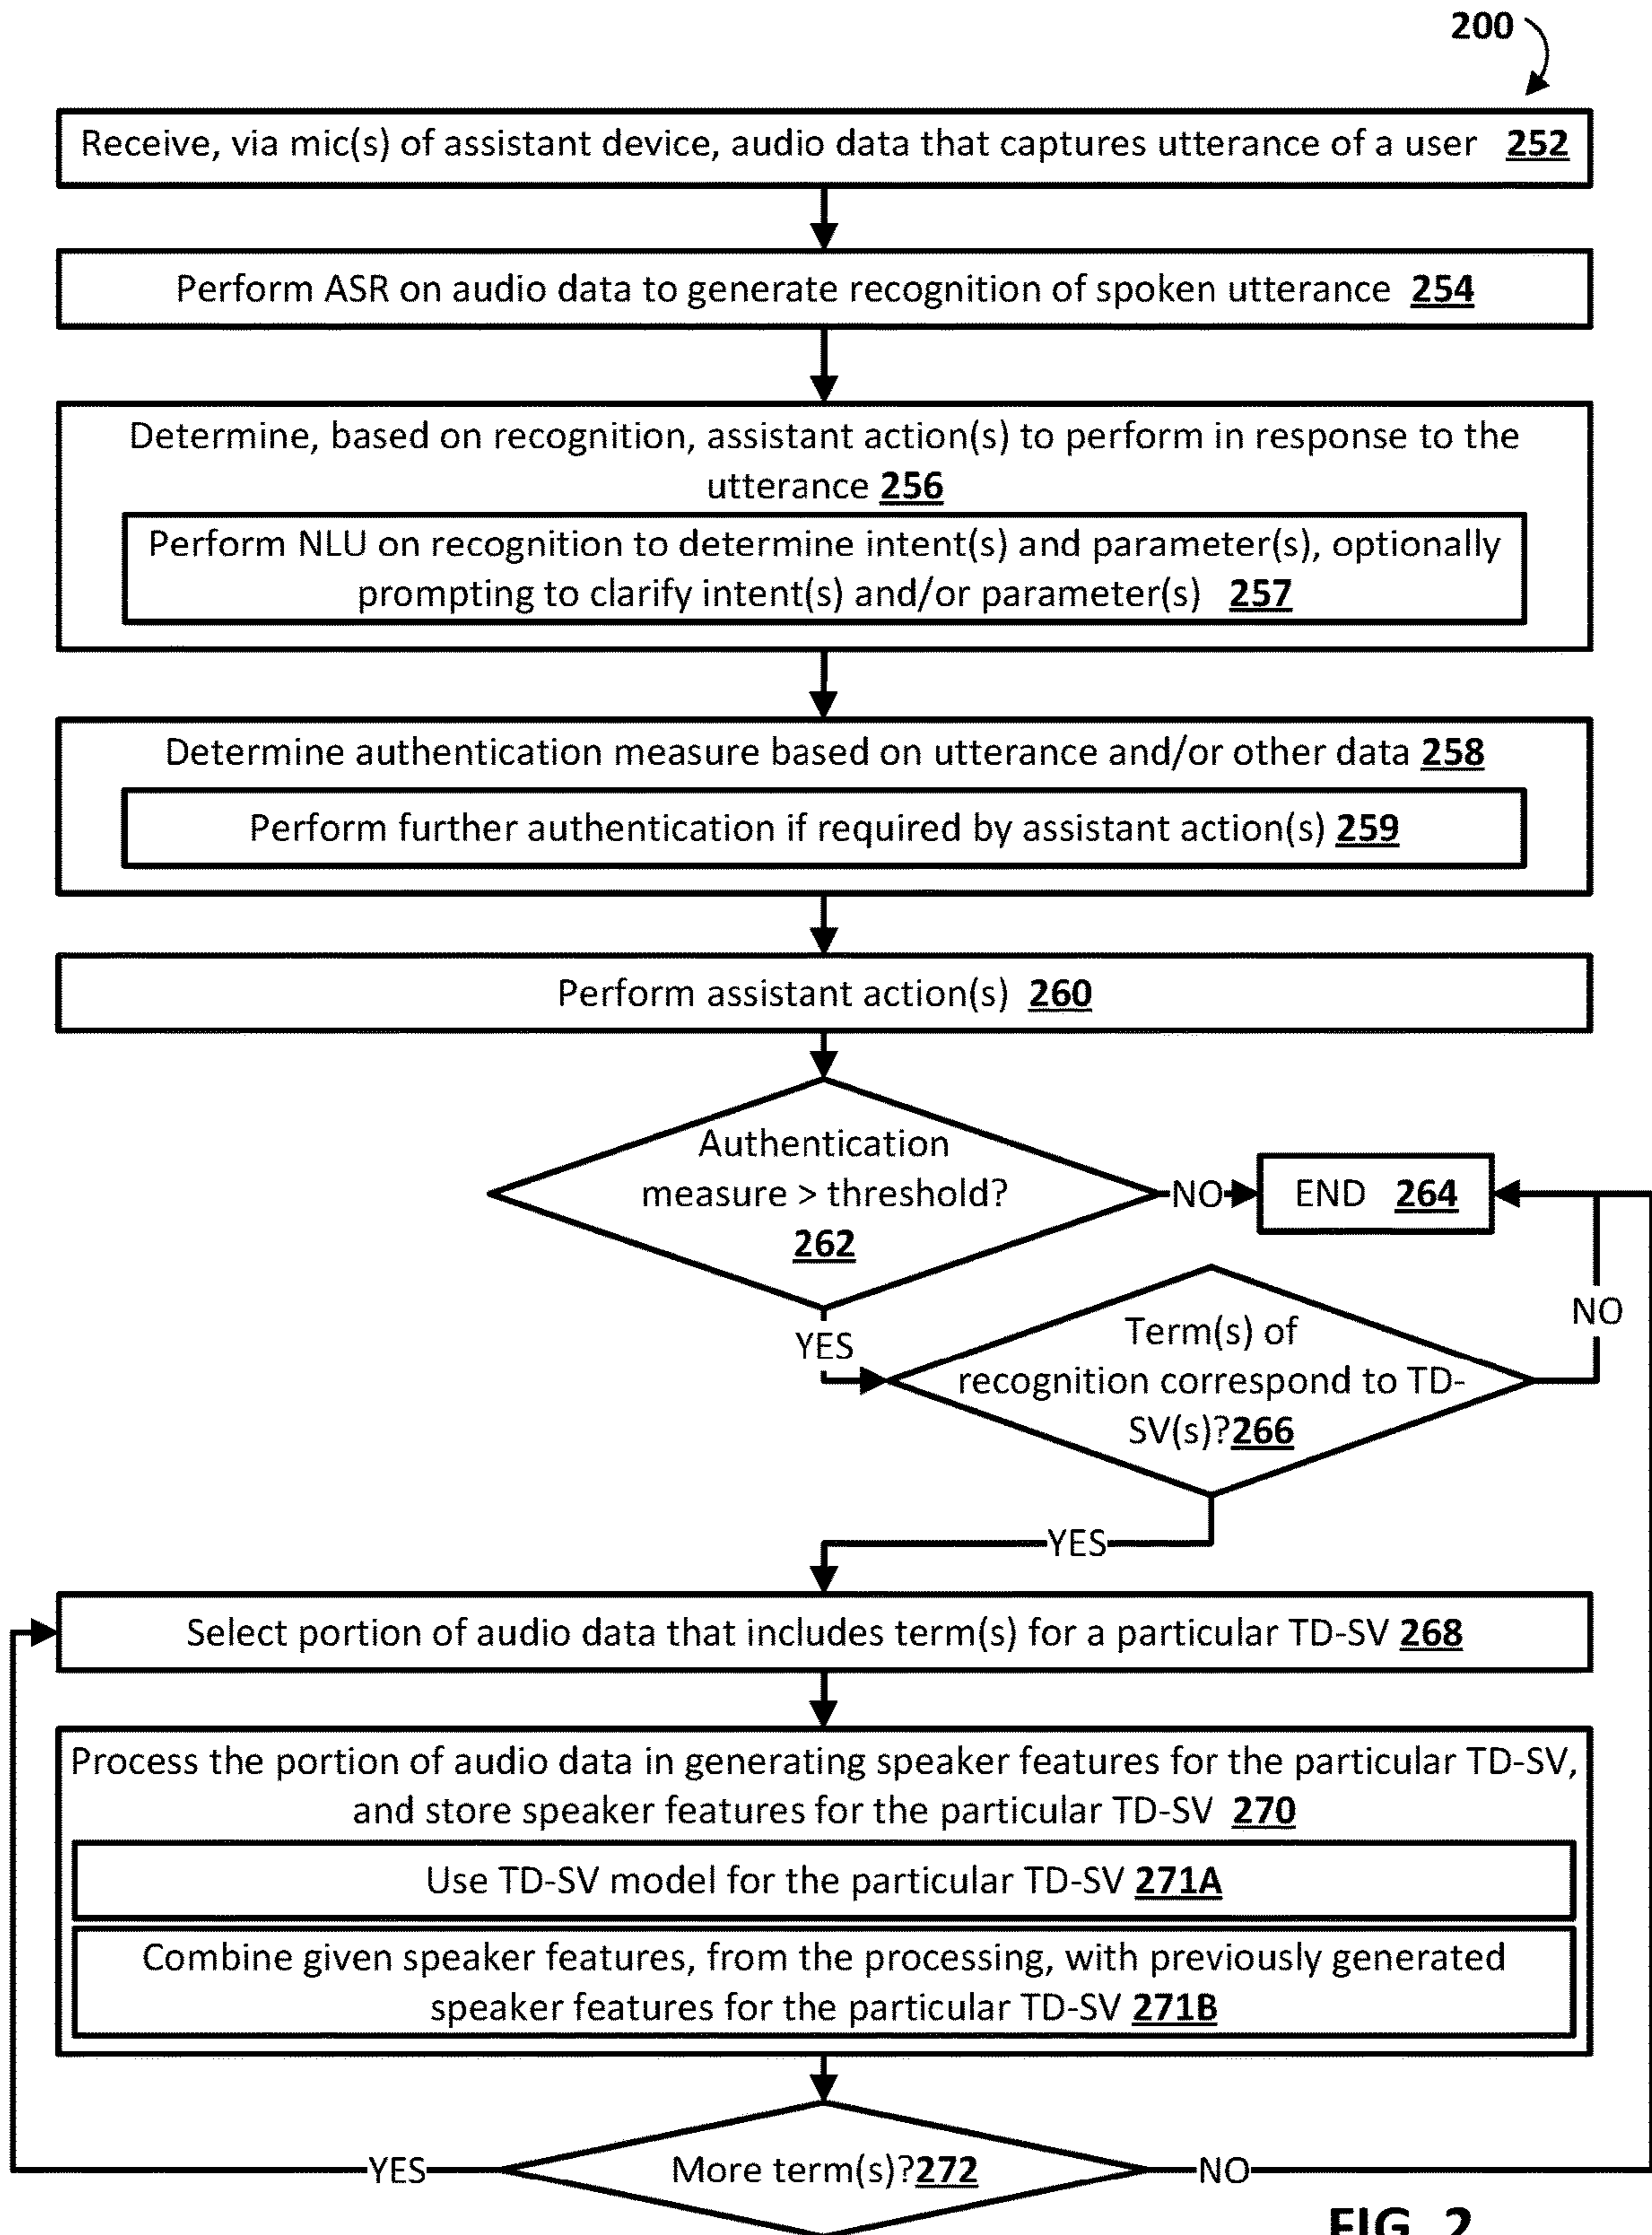 200
Receive, via mic(s) of assistant device, audio data that captures utterance of a user 252
Perform ASR on audio data to generate recognition of spoken utterance 254
Determine, based on recognition, assistant action(s) to perform in response to the
utterance 256
Perform NLU on recognition to determine intent(s) and parameter(s), optionally
prompting to clarify intent(s) and/or parameter(s) 257
Determine authentication measure based on utterance and/or other data 258
Perform further authentication if required by assistant action(s) 259
Perform assistant action(s) 260
Authentication
measure > threshold?
262
NO
END 264
YES
Term(s) of
recognition correspond to TD-
SV(s)?266
NO
YES
Select portion of audio data that includes term(s) for a particular TD-SV 268
Process the portion of audio data in generating speaker features for the particular TD-SV,
and store speaker features for the particular TD-SV 270
Use TD-SV model for the particular TD-SV 271A
Combine given speaker features, from the processing, with previously generated
speaker features for the particular TD-SV 271B
YES
More term(s)?272
NO
FIG. 2